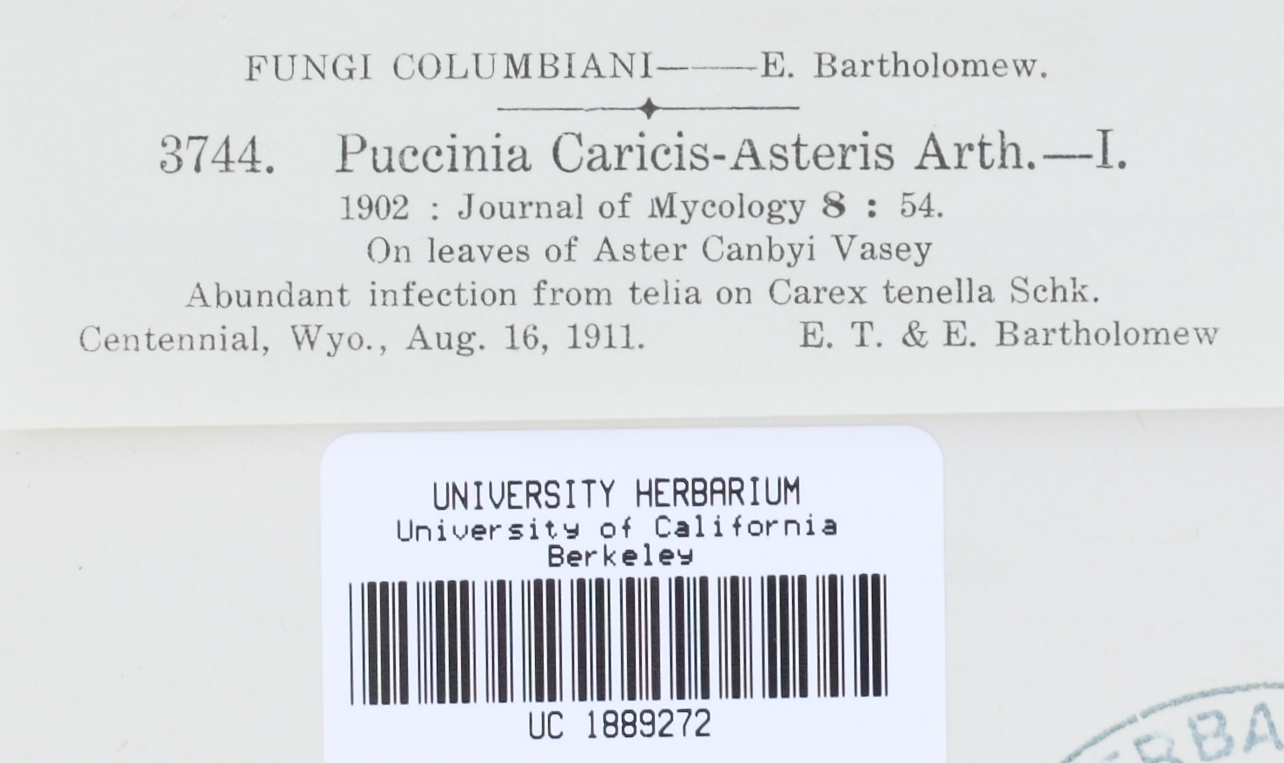 FUNGI COLUMBIANI———E. Bartholomew.
3744. Puccinia Caricis-Asteris Arth.—I.
1902 : Journal of Mycology 8 : 54.
On leaves of Aster Canbyi Vasey
Abundant infection from telia on Carex tenella Schk.
Centennial, Wyo., Aug. 16, 1911. E. T. & E. Bartholomew
UNIVERSITY HERBARIUM
University of California
Berkeley
UC 1889272